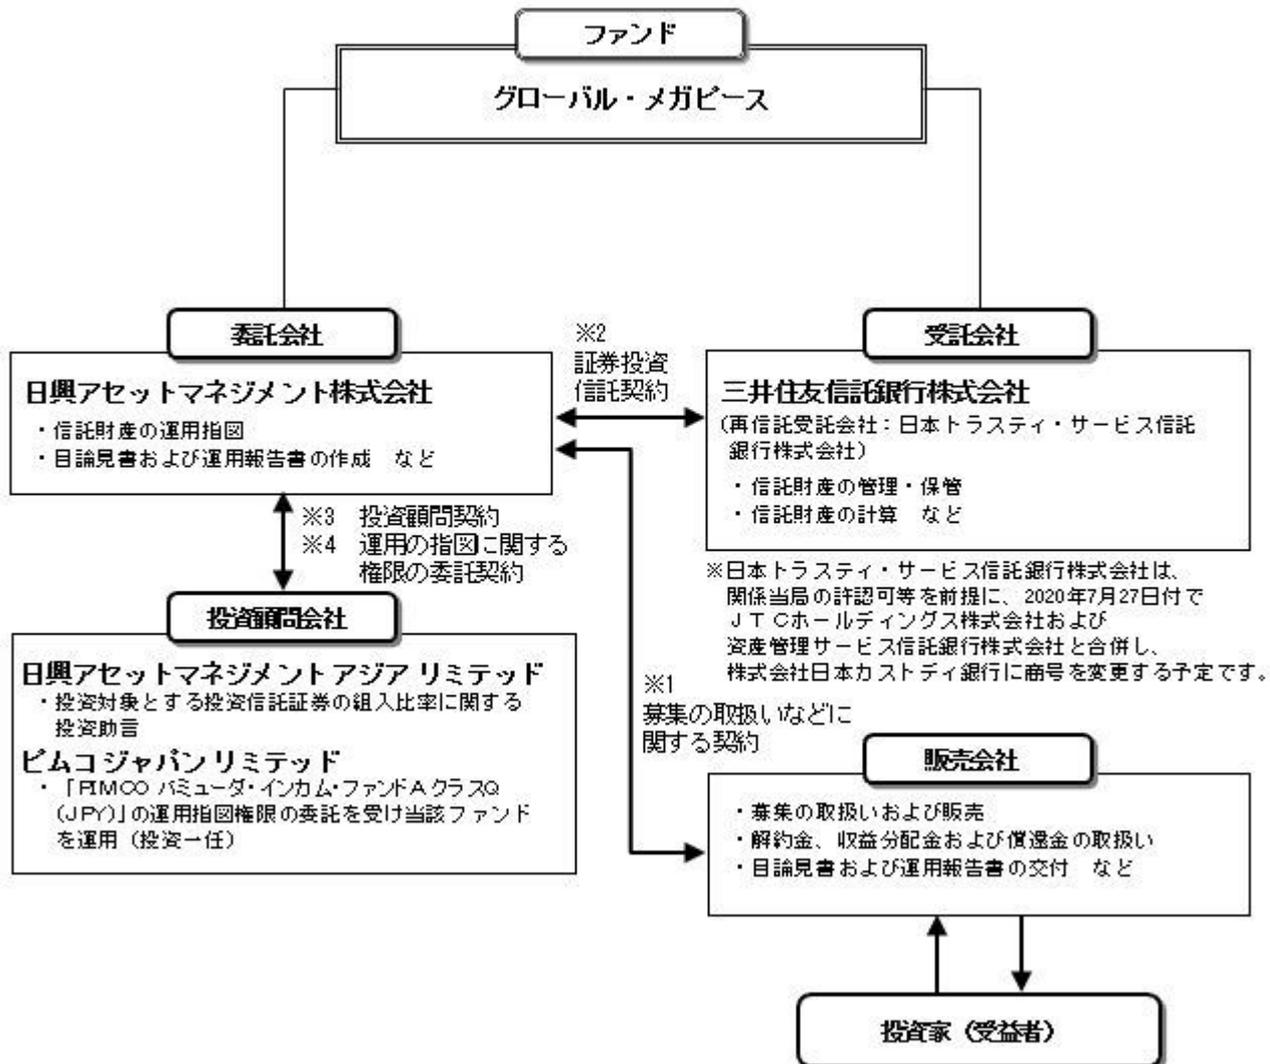 ファンド
グローバル・メガピース
委託会社
日興アセットマネジメント株式会社
・信託財産の運用指図
・目論見書および運用報告書の作成　など
※2
証券投資
信託契約
受託会社
三井住友信託銀行株式会社
(再信託受託会社：日本トラスティ・サービス信託
銀行株式会社)
・信託財産の管理・保管
・信託財産の計算　など
※日本トラスティ・サービス信託銀行株式会社は、
関係当局の許認可等を前提に、2020年7月27日付で
ＪＴＣホールディングス株式会社および
資産管理サービス信託銀行株式会社と合併し、
株式会社日本カストディ銀行に商号を変更する予定です。
※3　投資顧問契約
※4　運用の指図に関する
権限の委託契約
投資顧問会社
日興アセットマネジメント アジア リミテッド
・投資対象とする投資信託証券の組入比率に関する
投資助言
ピムコジャパンリミテッド
・「PIMCO バミューダ・インカム・ファンドA クラスQ
(JPY)」の運用指図権限の委託を受け当該ファンド
を運用（投資一任）
※1
募集の取扱いなどに
関する契約
販売会社
・募集の取扱いおよび販売
・解約金、収益分配金および償還金の取扱い
・目論見書および運用報告書の交付　など
投資家（受益者）